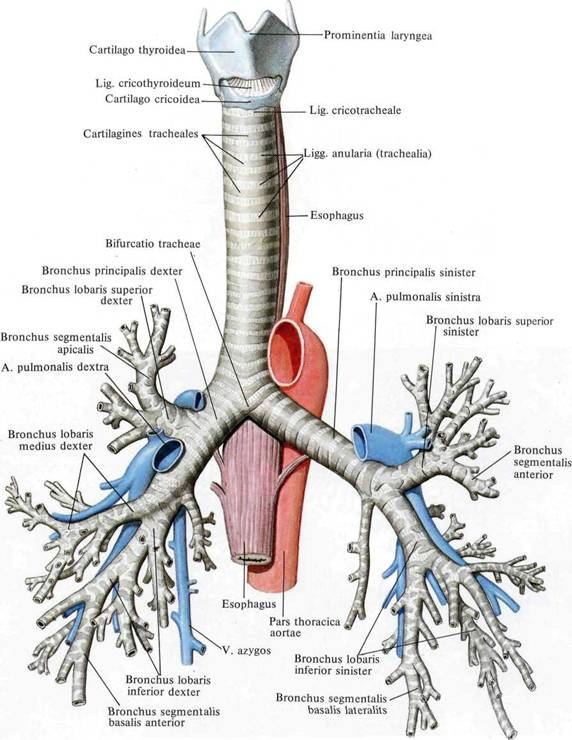 Prominentia laryngea
Cartilago thyroidea
Lig. cricothyroideum
Cartilago cricoidea
Lig. cricotracheale
Cartilagines tracheales
Ligg. anularia (trachealia)
Esophagus
Bifurcatio tracheae
Bronchus principalis dexter
Bronchus principalis sinister
Bronchus lobaris superior
dexter
A. pulmonalis sinistra
Bronchus lobaris superior
sinister
Bronchus segmentalis
apicalis
A. pulmonalis dextra
Bronchus lobaris
medius dexter
Bronchus
segmentalis
anterior
Esophagus
Pars thoracica
aortae
V. azygos
Bronchus lobaris
inferior sinister
Bronchus lobaris
inferior dexter
Bronchus segmentalis
basalis lateralits
Bronchus segmentalis
basalis anterior